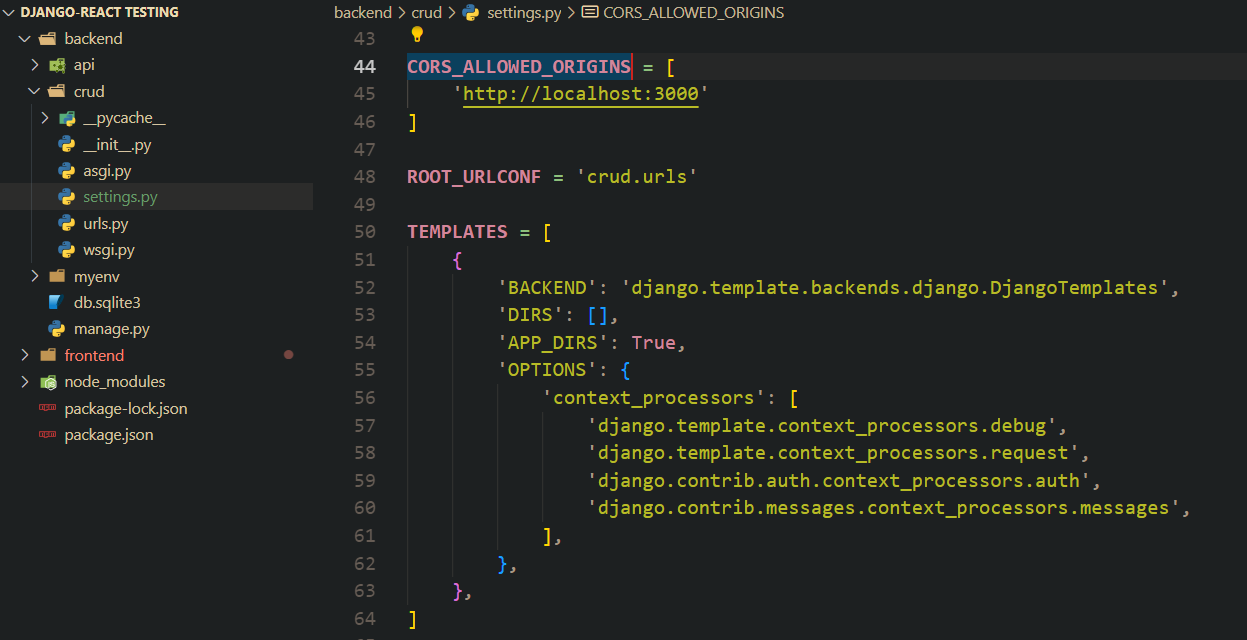 DJANGO-REACT TESTING
backend
api
crud
__pycache__
__init__.py
asgi.py
settings.py
urls.py
wsgi.py
myenv
db.sqlite3
manage.py
frontend
node_modules
package-lock.json
package.json
backend > crud > settings.py > CORS_ALLOWED_ORIGINS
43
44 CORS_ALLOWED_ORIGINS = [
45     'http://localhost:3000'
46 ]
47
48 ROOT_URLCONF = 'crud.urls'
49
50 TEMPLATES = [
51     {
52         'BACKEND': 'django.template.backends.django.DjangoTemplates',
53         'DIRS': [],
54         'APP_DIRS': True,
55         'OPTIONS': {
56             'context_processors': [
57                 'django.template.context_processors.debug',
58                 'django.template.context_processors.request',
59                 'django.contrib.auth.context_processors.auth',
60                 'django.contrib.messages.context_processors.messages',
61             ],
62         },
63     },
64 ]